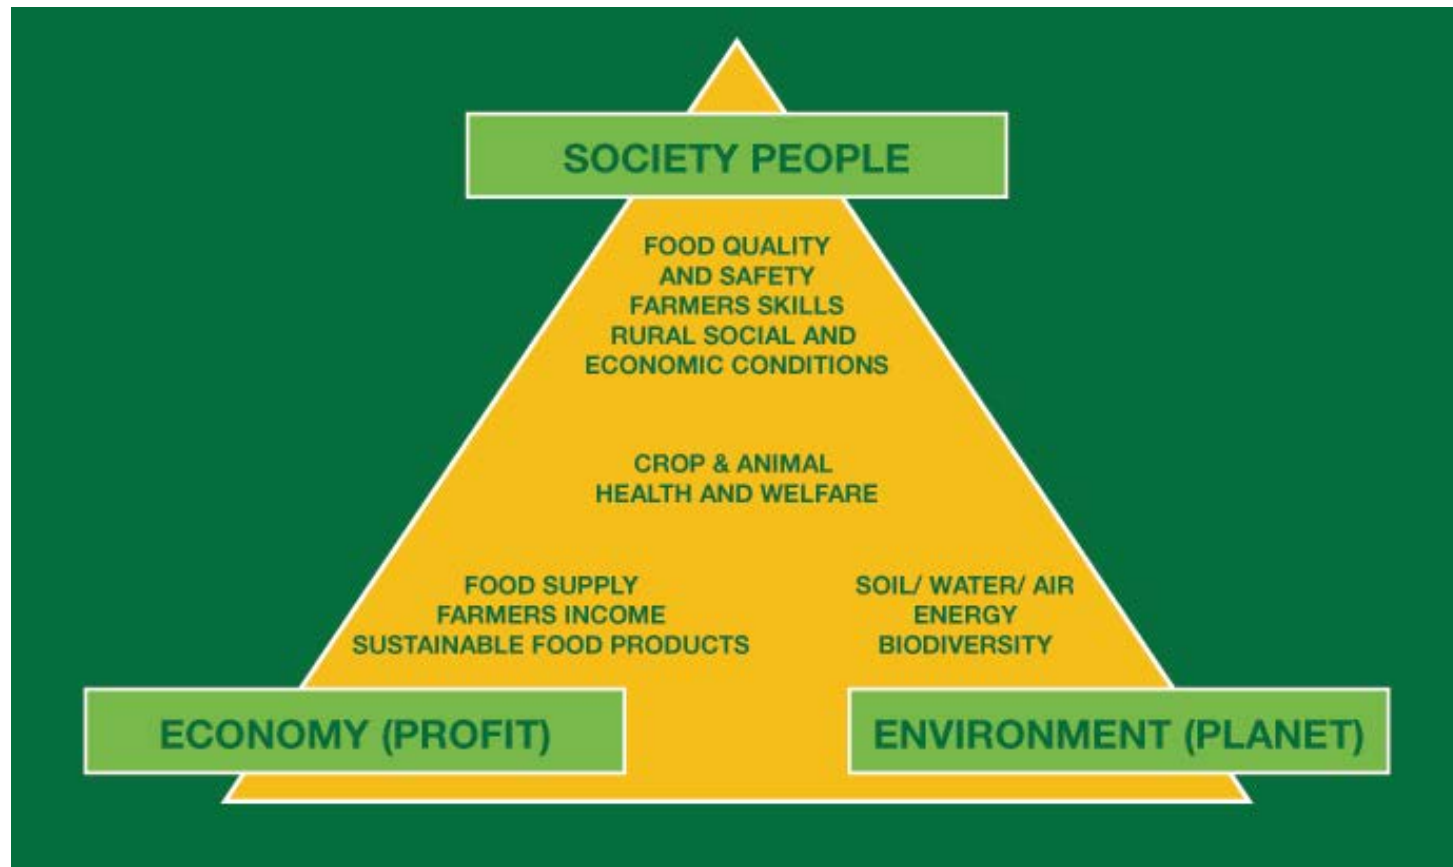 SOCIETY PEOPLE
FOOD QUALITY
AND SAFETY
FARMERS SKILLS
RURAL SOCIAL AND
ECONOMIC CONDITIONS
CROP & ANIMAL
HEALTH AND WELFARE
FOOD SUPPLY
FARMERS INCOME
SUSTAINABLE FOOD PRODUCTS
SOIL/ WATER/ AIR
ENERGY
BIODIVERSITY
ECONOMY (PROFIT)
ENVIRONMENT (PLANET)